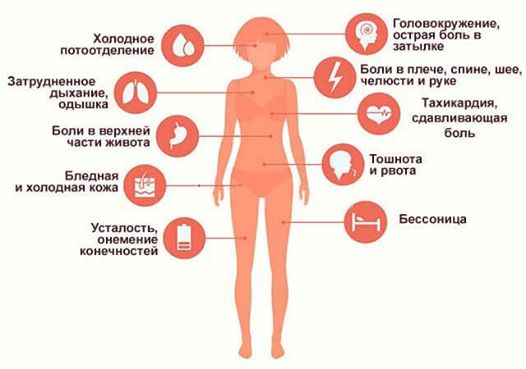 Холодное
потоотделение
Затрудненное
дыхание,
одышка
Боли в верхней
части живота
Бледная
и холодная кожа
Усталость,
онемение
конечностей
Головокружение,
острая боль в
затылке
Боли в плече, спине, шее,
челюсти и руке
Тахикардия,
сдавливающая
боль
Тошнота
и рвота
Бессоница